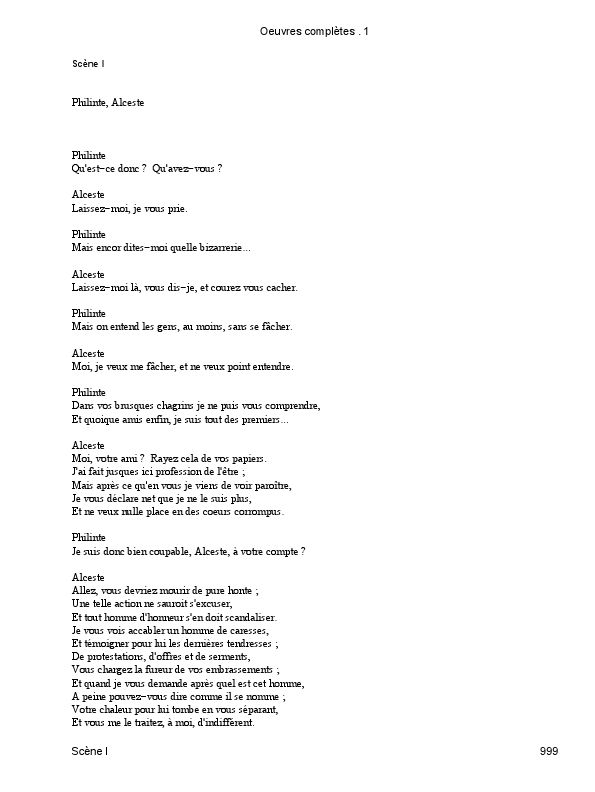 Oeuvres complètes . 1
Scène I
Philinte, Alceste
Philinte
Qu'est−ce donc ?  Qu'avez−vous ?
Alceste
Laissez−moi, je vous prie.
Philinte
Mais encor dites−moi quelle bizarrerie...
Alceste
Laissez−moi là, vous dis−je, et courez vous cacher.
Philinte
Mais on entend les gens, au moins, sans se fâcher.
Alceste
Moi, je veux me fâcher, et ne veux point entendre.
Philinte
Dans vos brusques chagrins je ne puis vous comprendre,
Et quoique amis enfin, je suis tout des premiers...
Alceste
Moi, votre ami ?  Rayez cela de vos papiers.
J'ai fait jusques ici profession de l'être ;
Mais après ce qu'en vous je viens de voir paroître,
Je vous déclare net que je ne le suis plus,
Et ne veux nulle place en des coeurs corrompus.
Philinte
Je suis donc bien coupable, Alceste, à votre compte ?
Alceste
Allez, vous devriez mourir de pure honte ;
Une telle action ne sauroit s'excuser,
Et tout homme d'honneur s'en doit scandaliser.
Je vous vois accabler un homme de caresses,
Et témoigner pour lui les dernières tendresses ;
De protestations, d'offres et de serments,
Vous chargez la fureur de vos embrassements ;
Et quand je vous demande après quel est cet homme,
A peine pouvez−vous dire comme il se nomme ;
Votre chaleur pour lui tombe en vous séparant,
Et vous me le traitez, à moi, d'indifférent.
Scène I
999